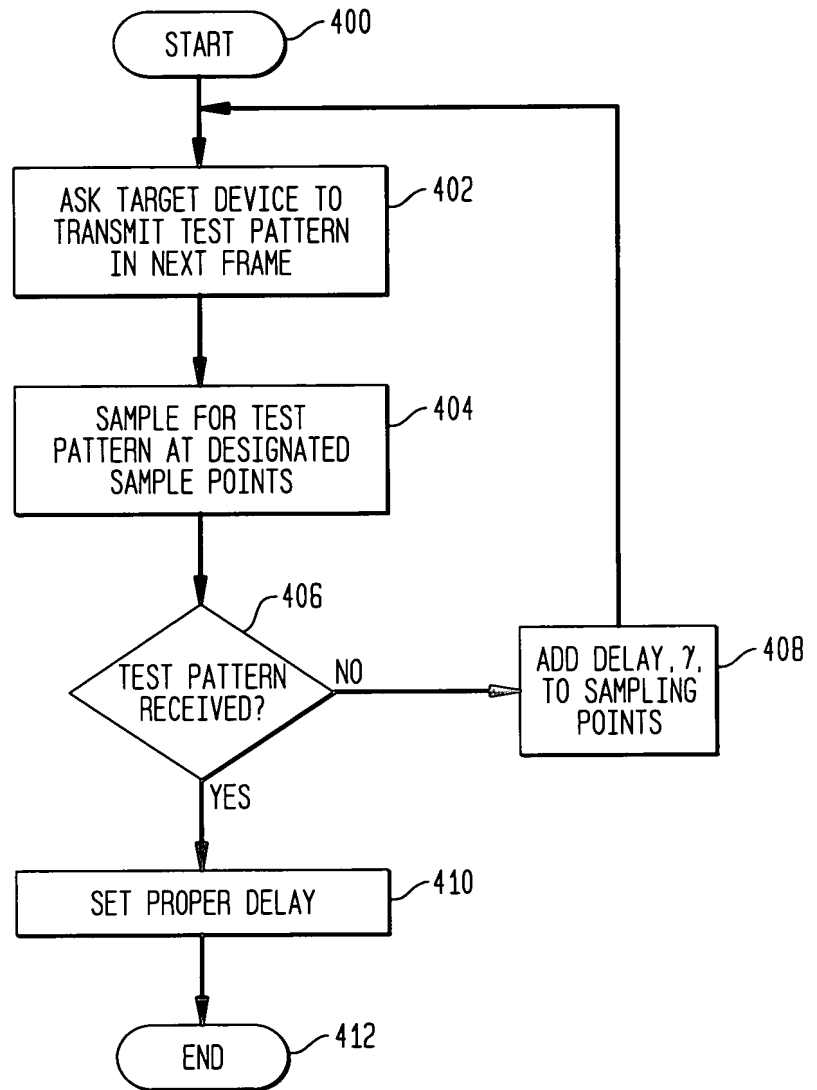 START
400
ASK TARGET DEVICE TO
TRANSMIT TEST PATTERN
IN NEXT FRAME
402
SAMPLE FOR TEST
PATTERN AT DESIGNATED
SAMPLE POINTS
404
TEST PATTERN
RECEIVED?
406
NO
ADD DELAY, γ,
TO SAMPLING
POINTS
408
YES
SET PROPER DELAY
410
END
412